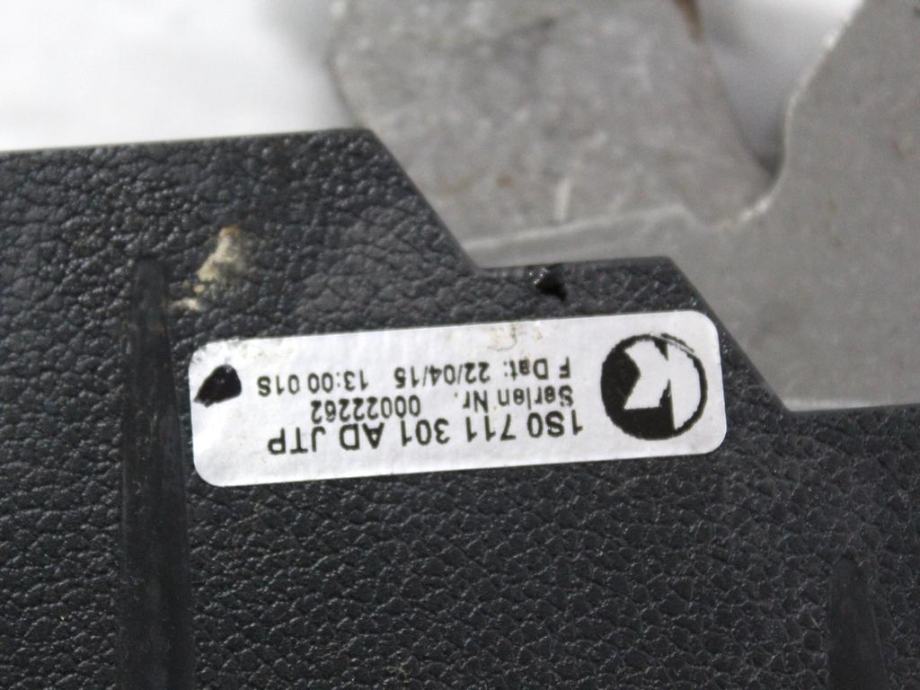 1S0 711 301 AD JTP
Serien Nr. 00022262
F Dat: 22/04/15 13:00 01S